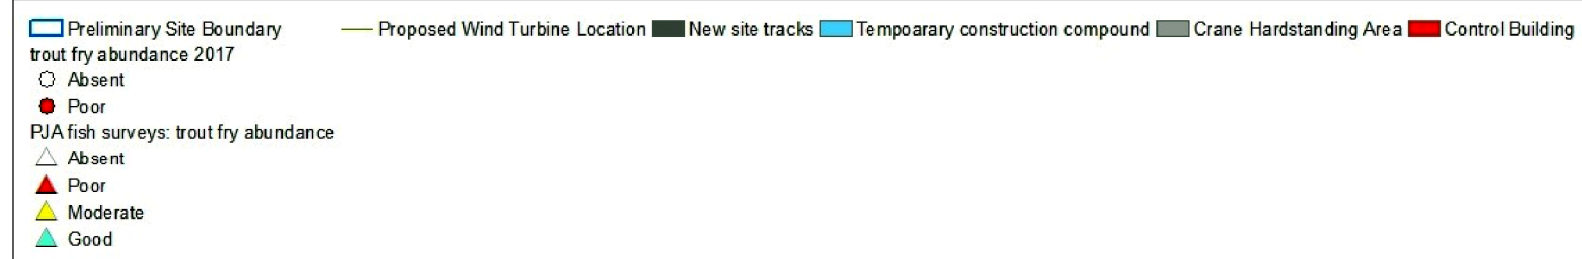 Preliminary Site Boundary Proposed Wind Turbine Location New site tracks Tempoarary construction compound Crane Hardstanding Area Control Building
trout fry abundance 2017
Absent
Poor
PJA fish surveys: trout fry abundance
Absent
Poor
Moderate
Good